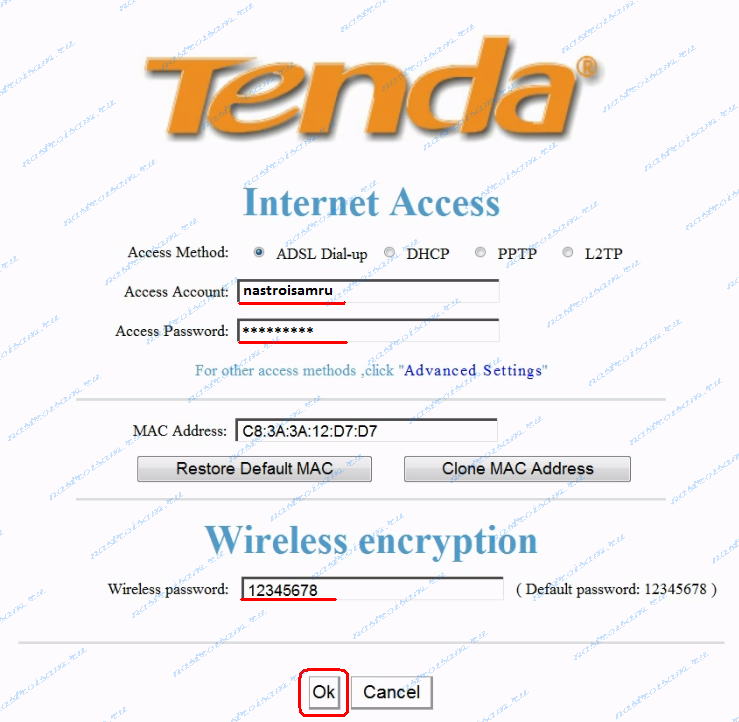 Tenda®
Internet Access
Access Method: ADSL Dial-up DHCP PPTP L2TP
Access Account: nastroisamru
Access Password: *********
For other access methods ,click "Advanced Settings"
MAC Address: C8:3A:3A:12:D7:D7
Restore Default MAC Clone MAC Address
Wireless encryption
Wireless password: 12345678 ( Default password: 12345678 )
Ok Cancel